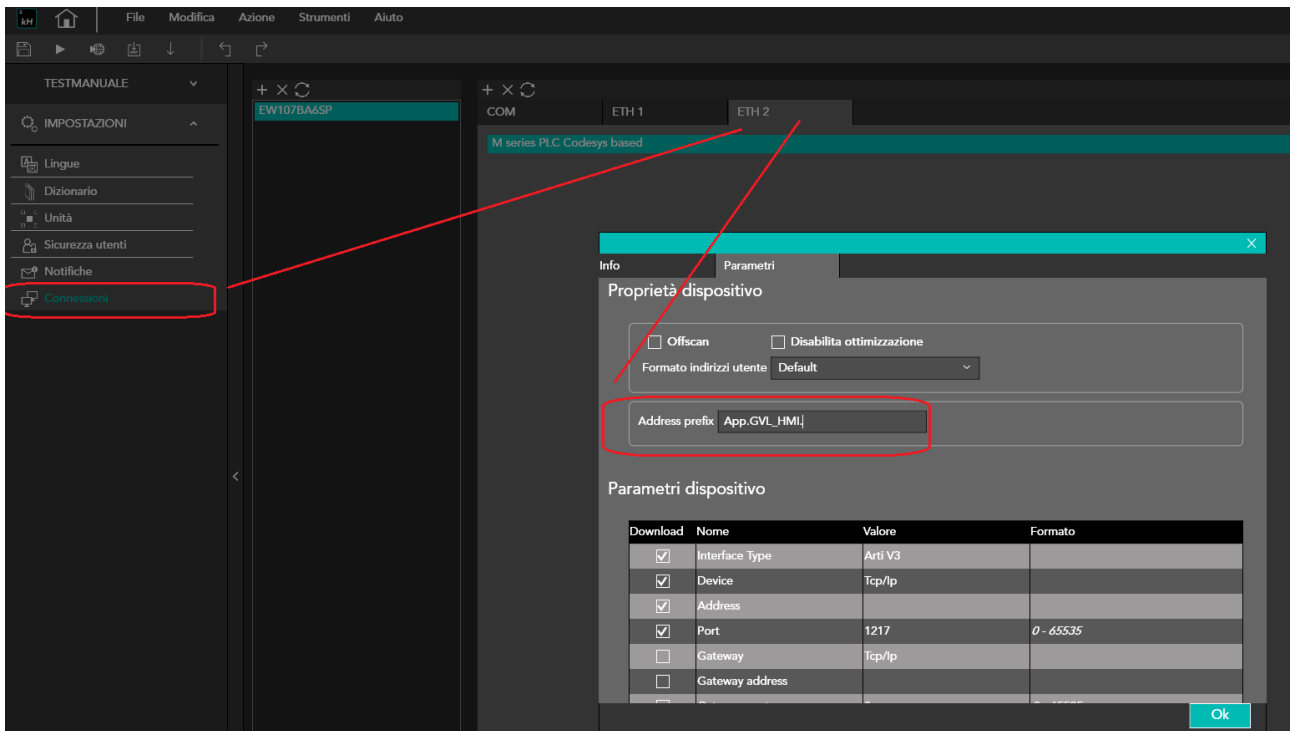 kH File Modifica Azione Strumenti Aiuto
TESTMANUALE
IMPOSTAZIONI
Lingue
Dizionario
Unità
Sicurezza utenti
Notifiche
Connessioni
EW107BA6SP
COM ETH 1 ETH 2
M series PLC Codesys based
Info Parametri
Proprietà dispositivo
Offscan Disabilita ottimizzazione
Formato indirizzi utente Default
Address prefix App.GVL_HMI.
Parametri dispositivo
Download Nome Valore Formato
Interface Type Arti V3
Device Tcp/Ip
Address
Port 1217 0 - 65535
Gateway Tcp/Ip
Gateway address
Ok